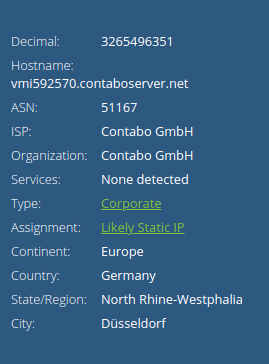 Decimal: 3265496351
Hostname:
vmi592570.contaboserver.net
ASN: 51167
ISP: Contabo GmbH
Organization: Contabo GmbH
Services: None detected
Type: Corporate
Assignment: Likely Static IP
Continent: Europe
Country: Germany
State/Region: North Rhine-Westphalia
City: Düsseldorf